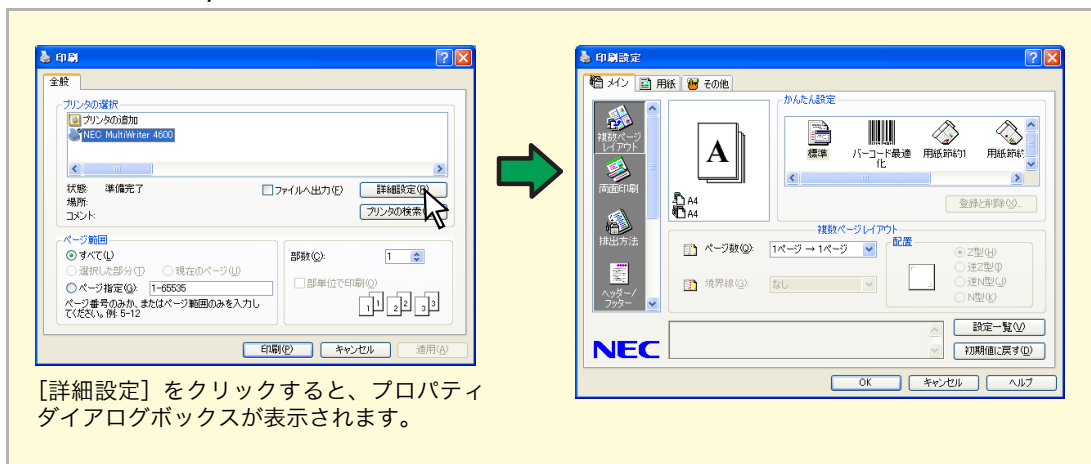 印刷
全般
プリンタの選択
プリンタの追加
NEC MultiWriter 4600
状態: 準備完了
場所:
コメント:
ファイルへ出力(F)
詳細設定(R)
プリンタの検索
ページ範囲
すべて(L)
選択した部分(T) 現在のページ(U)
ページ指定(G): 1-65535
ページ番号のみか、またはページ範囲のみを入力し
てください。例: 5-12
部数(C): 1
部単位で印刷(O)
1 1 2 2 3 3
印刷(P) キャンセル 適用(A)
[詳細設定] をクリックすると、プロパティ
ダイアログボックスが表示されます。
印刷設定
メイン 用紙 その他
複数ページ
レイアウト
両面印刷
排出方法
ヘッダー/
フッター
A
A4
A4
かんたん設定
標準
バーコード最適
化
用紙節約1
用紙節約
登録と削除(X)...
複数ページレイアウト
ページ数(Q): 1ページ → 1ページ
境界線(G): なし
配置
Z型(H)
逆Z型(I)
逆N型(J)
N型(K)
NEC
設定一覧(V)
初期値に戻す(D)
OK キャンセル ヘルプ